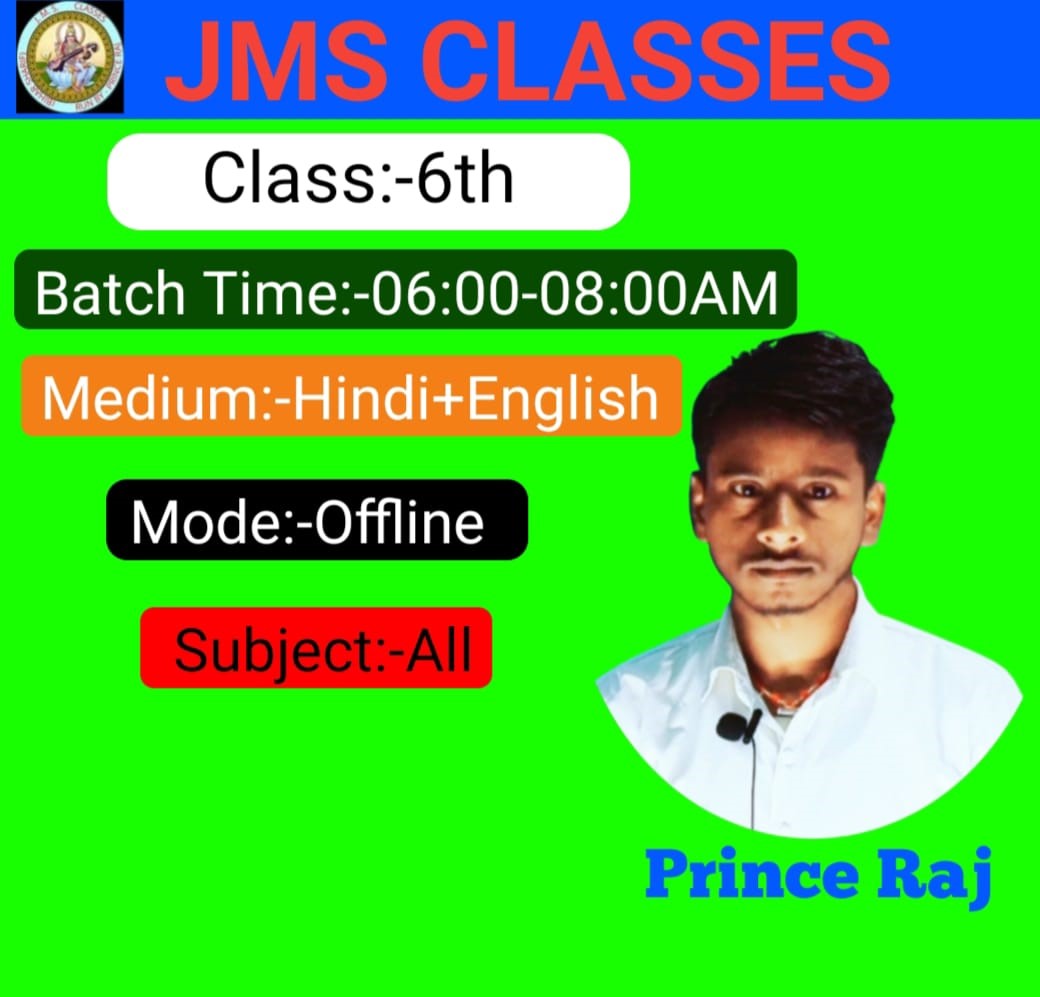 JMS CLASSES
J.M.S. CLASSES
Class:-6th
Batch Time:-06:00-08:00AM
Medium:-Hindi+English
Mode:-Offline
Subject:-All
Prince Raj